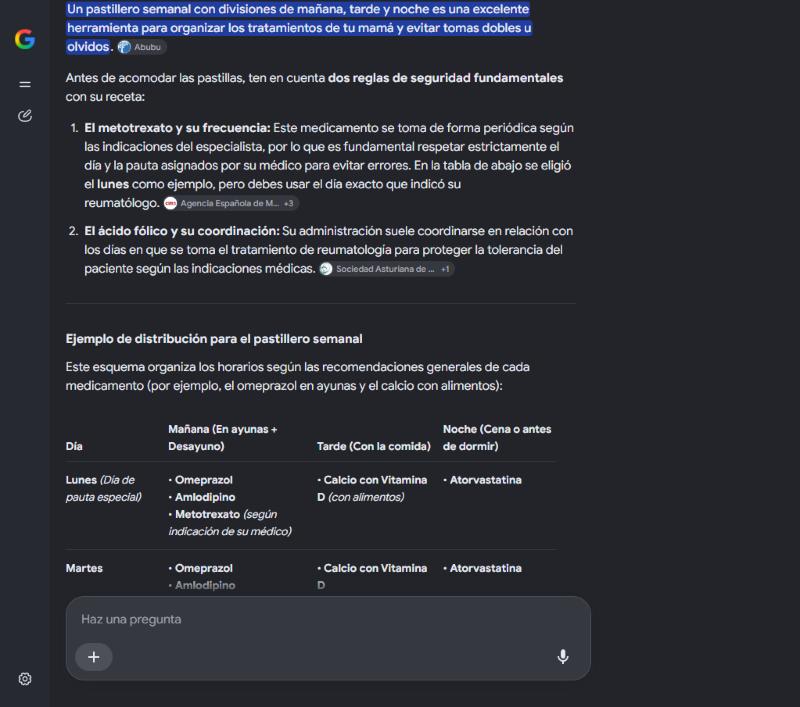 Un pastillero semanal con divisiones de mañana, tarde y noche es una excelente
herramienta para organizar los tratamientos de tu mamá y evitar tomas dobles u
olvidos. Abubu
Antes de acomodar las pastillas, ten en cuenta dos reglas de seguridad fundamentales
con su receta:
1. El metotrexato y su frecuencia: Este medicamento se toma de forma periódica según
las indicaciones del especialista, por lo que es fundamental respetar estrictamente el
día y la pauta asignados por su médico para evitar errores. En la tabla de abajo se eligió
el lunes como ejemplo, pero debes usar el día exacto que indicó su
reumatólogo. Agencia Española de M... +3
2. El ácido fólico y su coordinación: Su administración suele coordinarse en relación con
los días en que se toma el tratamiento de reumatología para proteger la tolerancia del
paciente según las indicaciones médicas. Sociedad Asturiana de ... +1
Ejemplo de distribución para el pastillero semanal
Este esquema organiza los horarios según las recomendaciones generales de cada
medicamento (por ejemplo, el omeprazol en ayunas y el calcio con alimentos):
Día
Mañana (En ayunas +
Desayuno)
Tarde (Con la comida)
Noche (Cena o antes
de dormir)
Lunes (Día de
pauta especial)
• Omeprazol
• Amlodipino
• Metotrexato (según
indicación de su médico)
• Calcio con Vitamina
D (con alimentos)
• Atorvastatina
Martes
• Omeprazol
• Amlodipino
• Calcio con Vitamina
D
• Atorvastatina
Haz una pregunta